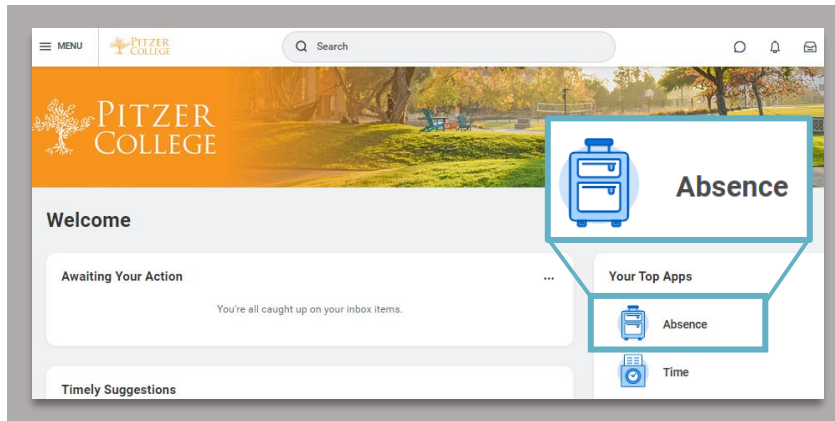 MENU
PITZER
COLLEGE
Search
PITZER
COLLEGE
Absence
Welcome
Awaiting Your Action
...
You're all caught up on your inbox items.
Your Top Apps
Absence
Time
Timely Suggestions